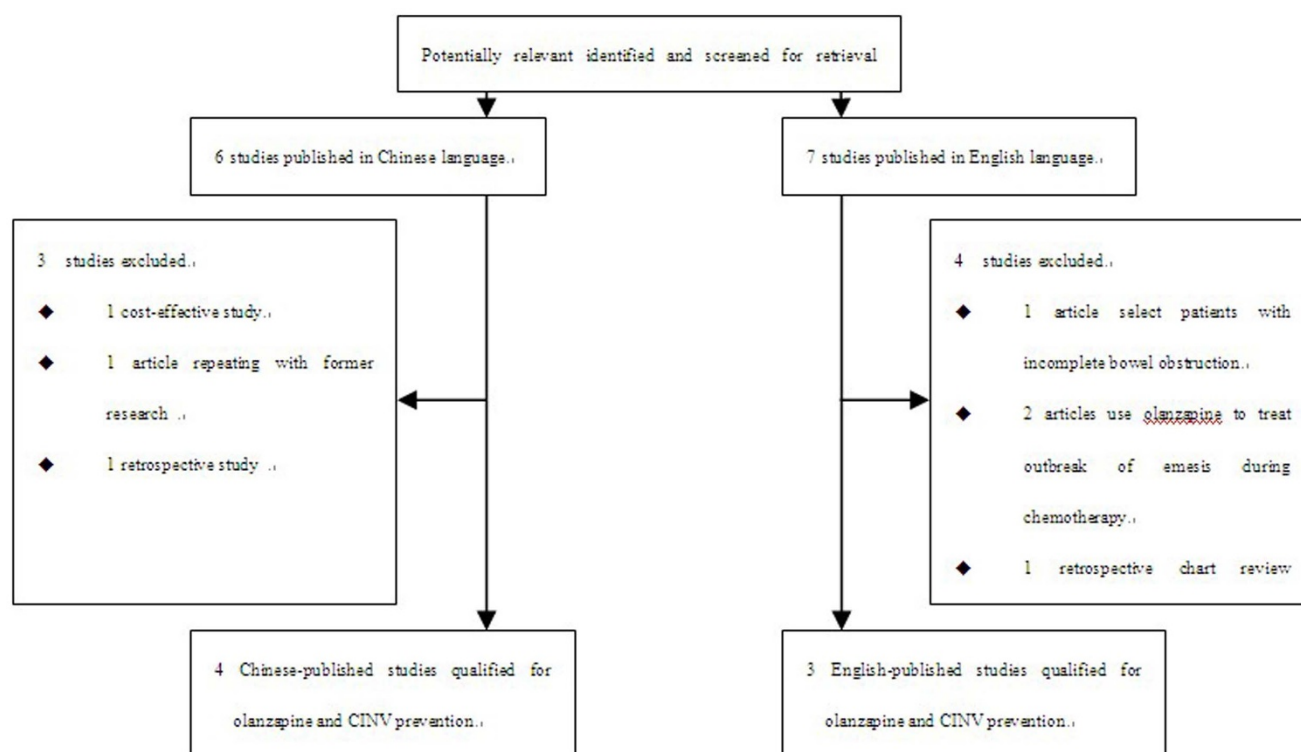 Potentially relevant identified and screened for retrieval
6 studies published in Chinese language.
7 studies published in English language.
3 studies excluded.
◆ 1 cost-effective study.
◆ 1 article repeating with former
research .
◆ 1 retrospective study .
4 studies excluded.
◆ 1 article select patients with
incomplete bowel obstruction.
◆ 2 articles use olanzapine to treat
outbreak of emesis during
chemotherapy.
◆ 1 retrospective chart review
4 Chinese-published studies qualified for
olanzapine and CINV prevention.
3 English-published studies qualified for
olanzapine and CINV prevention.